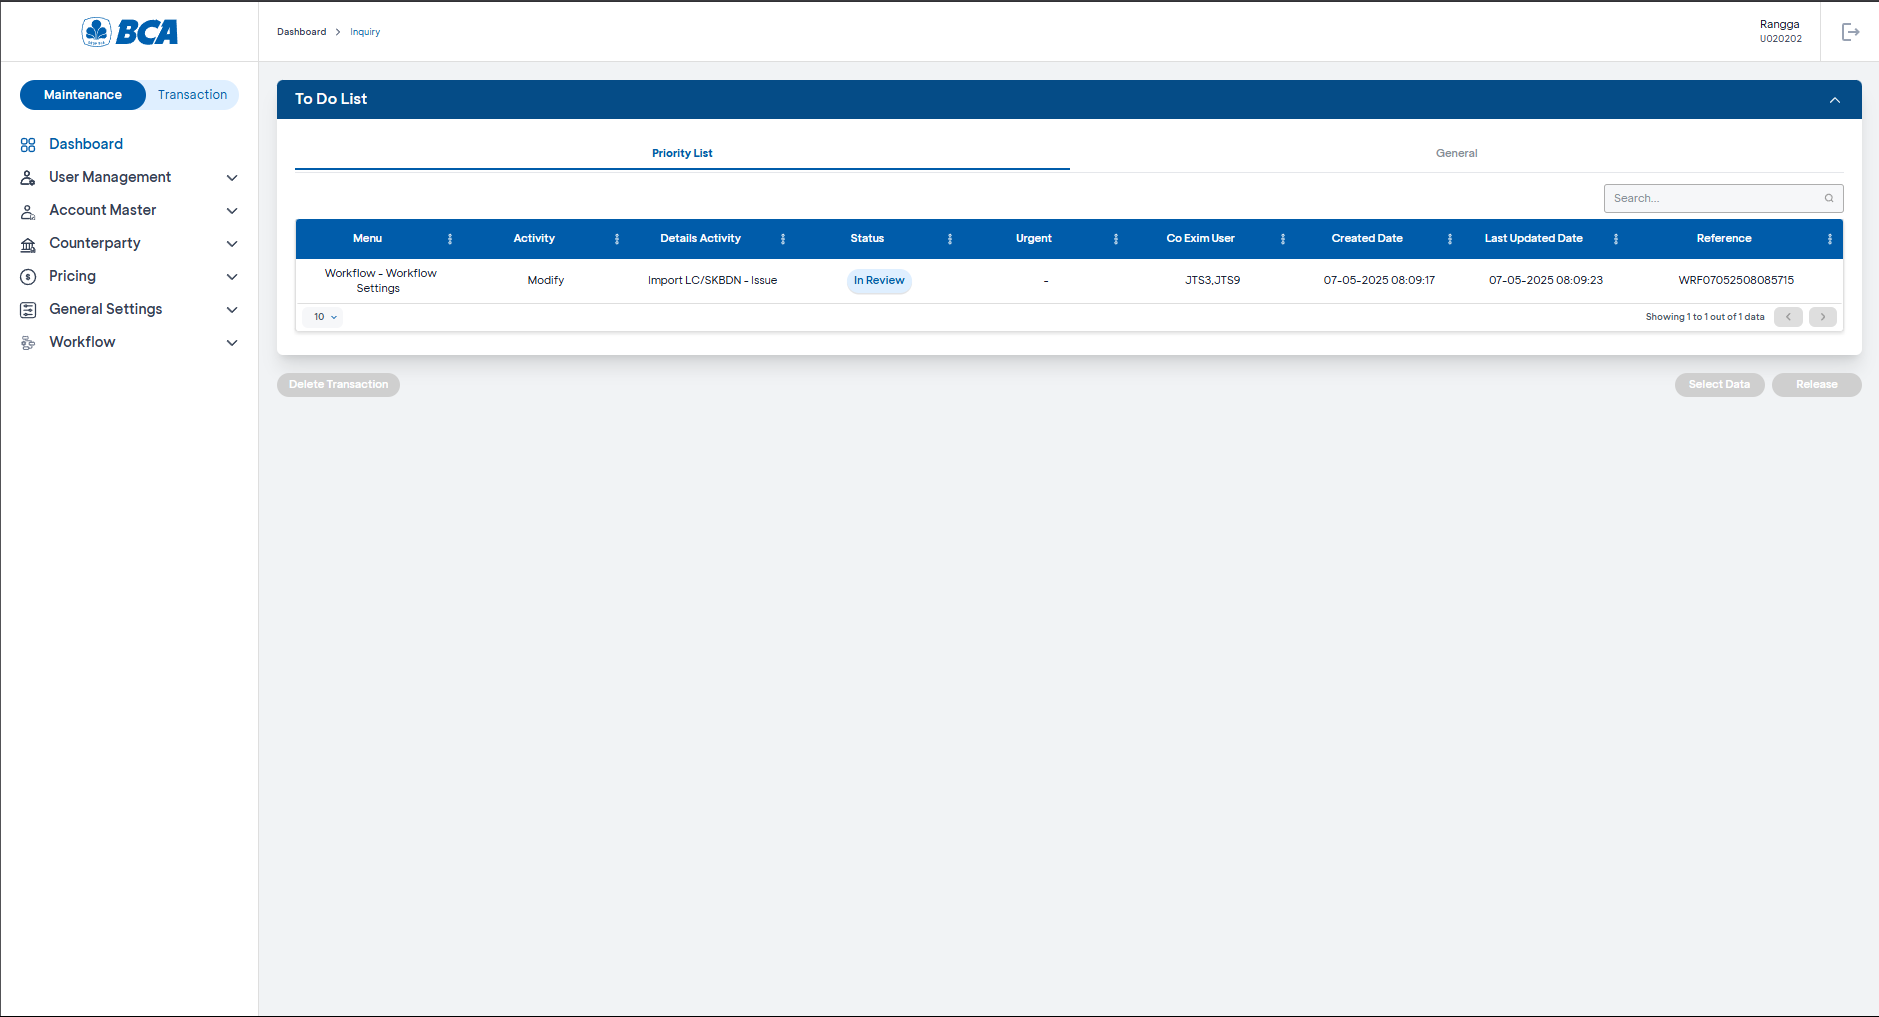 BCA
Dashboard > Inquiry
Rangga
U020202
Maintenance
Transaction
Dashboard
User Management
Account Master
Counterparty
Pricing
General Settings
Workflow
To Do List
Priority List
General
Search...
Menu Activity Details Activity Status Urgent Co Exim User Created Date Last Updated Date Reference
Workflow - Workflow Settings Modify Import LC/SKBDN - Issue In Review - JTS3,JTS9 07-05-2025 08:09:17 07-05-2025 08:09:23 WRF07052508085715
10
Showing 1 to 1 out of 1 data
Delete Transaction
Select Data
Release